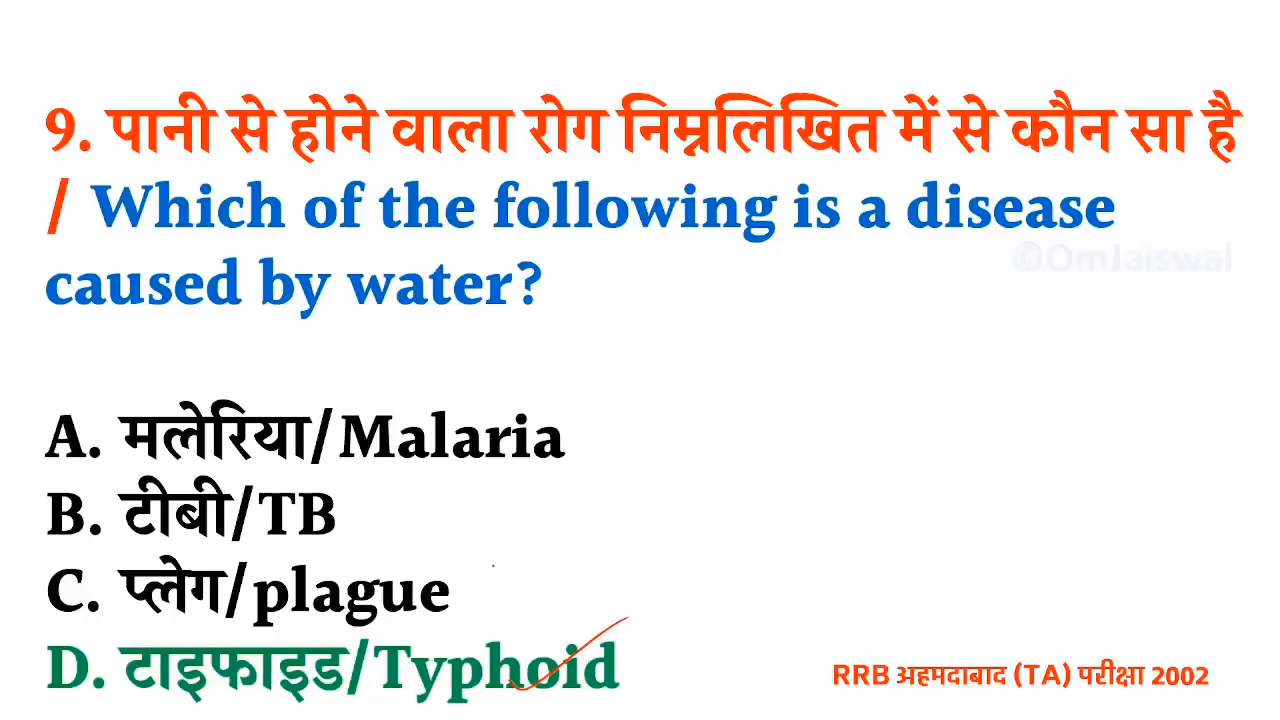 9. पानी से होने वाला रोग निम्नलिखित में से कौन सा है
/ Which of the following is a disease
@OmJaiswal
caused by water?
A. मलेरिया/Malaria
B. टीबी/TB
C. प्लेग/plague
D. टाइफाइड/Typhoid
RRB अहमदाबाद (TA) परीक्षा 2002